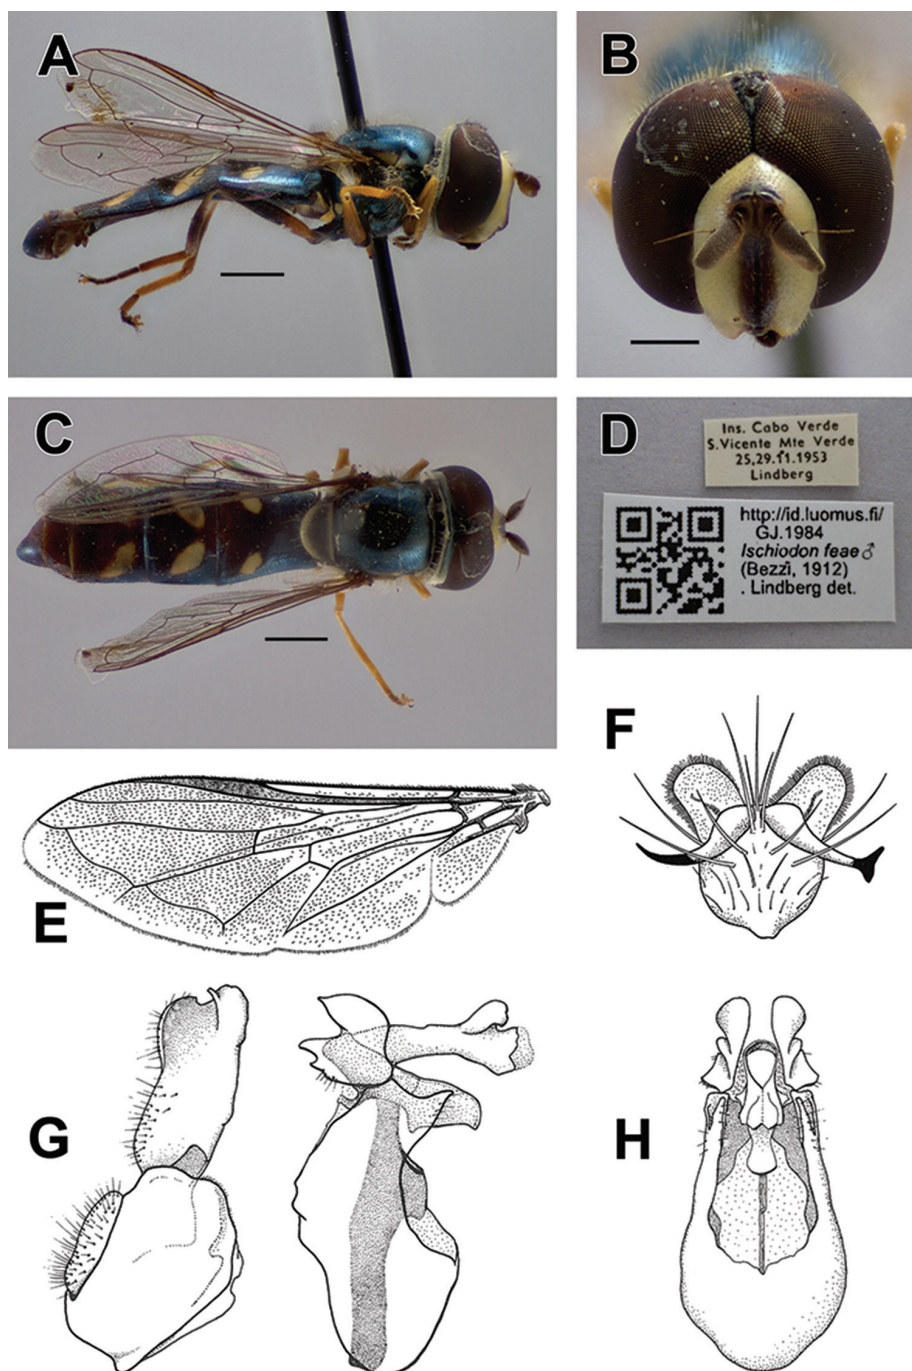 A
B
C
D
Ins. Cabo Verde
S.Vicente Mte Verde
25,29.11.1953
Lindberg
http://id.luomus.fi/
GJ.1984
Ischiodon feae ♂
(Bezzi, 1912)
. Lindberg det.
E
F
G
H